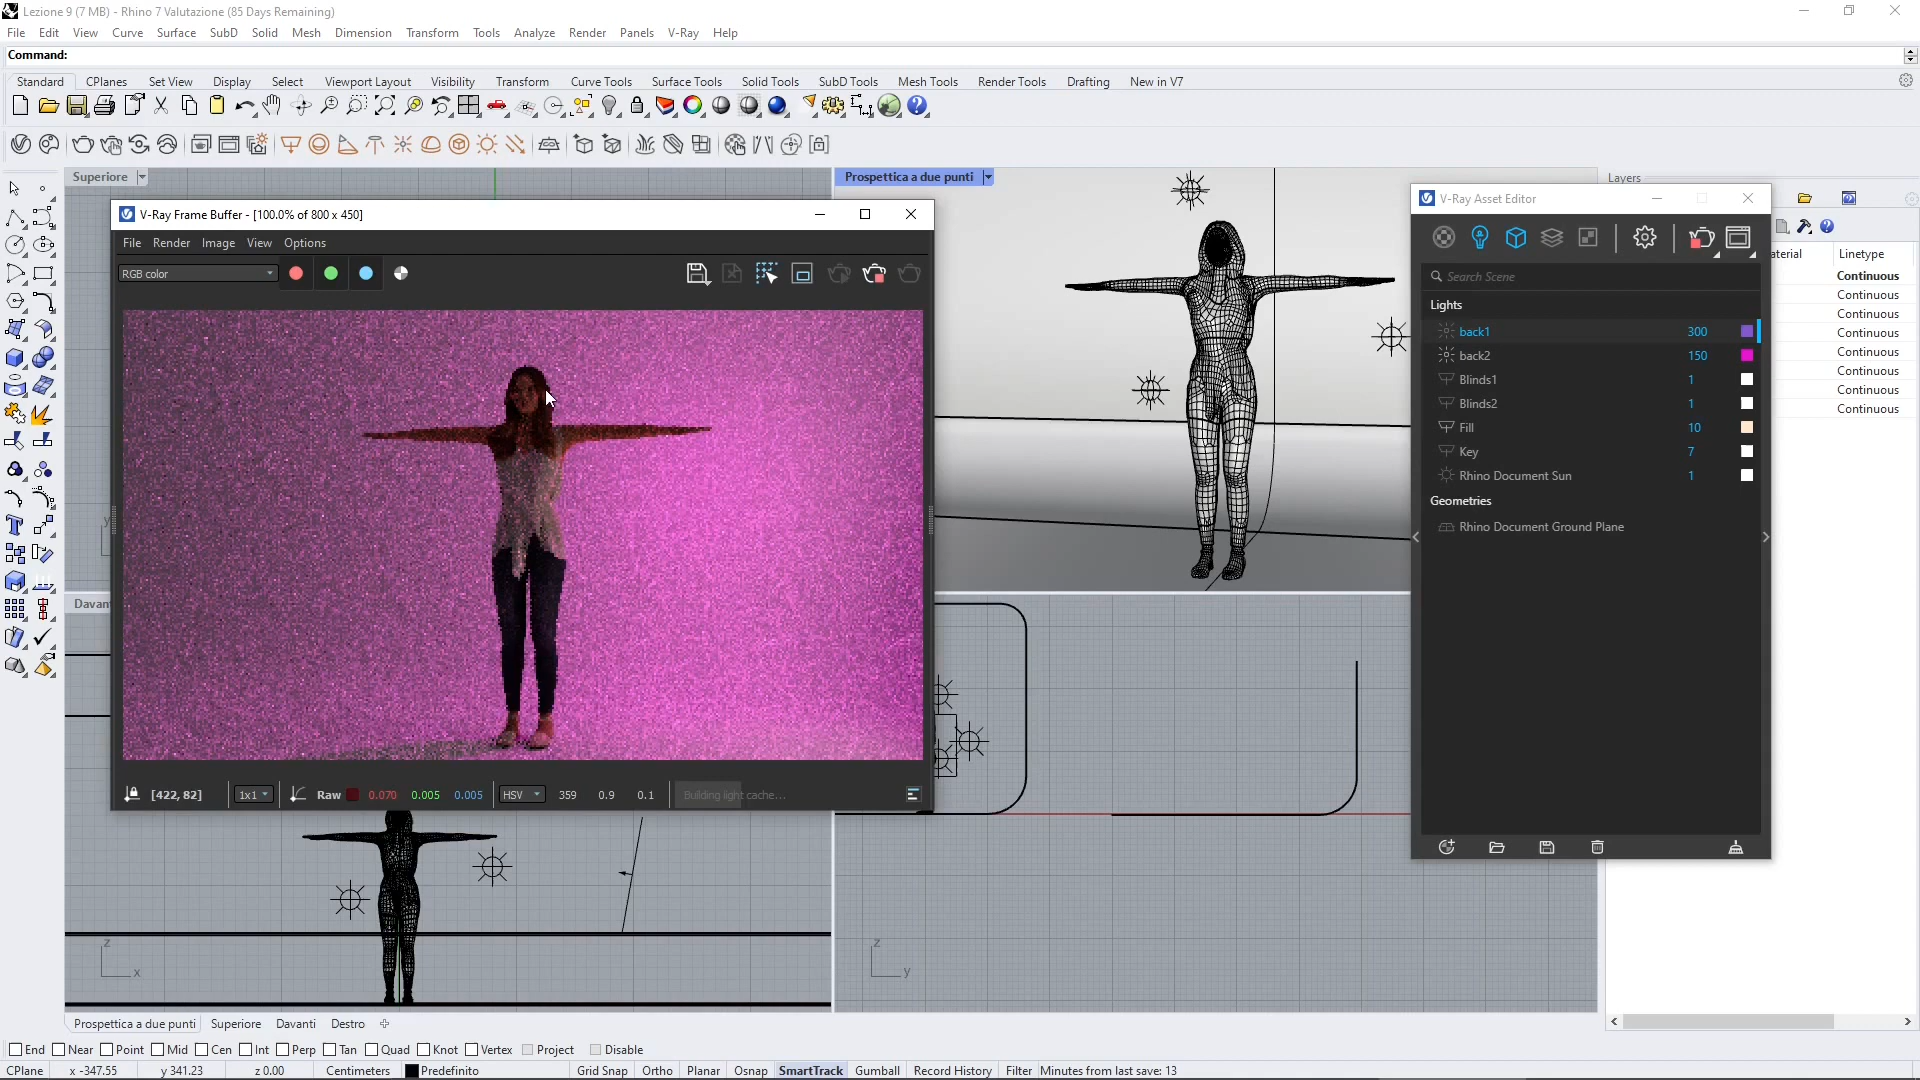 Lezione 9 (7 MB) - Rhino 7 Valutazione (85 Days Remaining)
File Edit View Curve Surface SubD Solid Mesh Dimension Transform Tools Analyze Render Panels V-Ray Help
Command:
Standard CPlanes Set View Display Select Viewport Layout Visibility Transform Curve Tools Surface Tools Solid Tools SubD Tools Mesh Tools Render Tools Drafting New in V7
Superiore
Prospettica a due punti
Layers
V-Ray Frame Buffer - [100.0% of 800 x 450]
File Render Image View Options
RGB color
[422, 82]
1x1
Raw 0.070 0.005 0.005
HSV 359 0.9 0.1
Building light cache...
V-Ray Asset Editor
Search Scene
Lights
back1 300
back2 150
Blinds1 1
Blinds2 1
Fill 10
Key 7
Rhino Document Sun 1
Geometries
Rhino Document Ground Plane
aterial Linetype
Continuous
Continuous
Continuous
Continuous
Continuous
Continuous
Continuous
Continuous
Davan
y
z
x
z
y
Prospettica a due punti Superiore Davanti Destro
End Near Point Mid Cen Int Perp Tan Quad Knot Vertex Project Disable
CPlane x -347.55 y 341.23 z 0.00 Centimeters Predefinito Grid Snap Ortho Planar Osnap SmartTrack Gumball Record History Filter Minutes from last save: 13